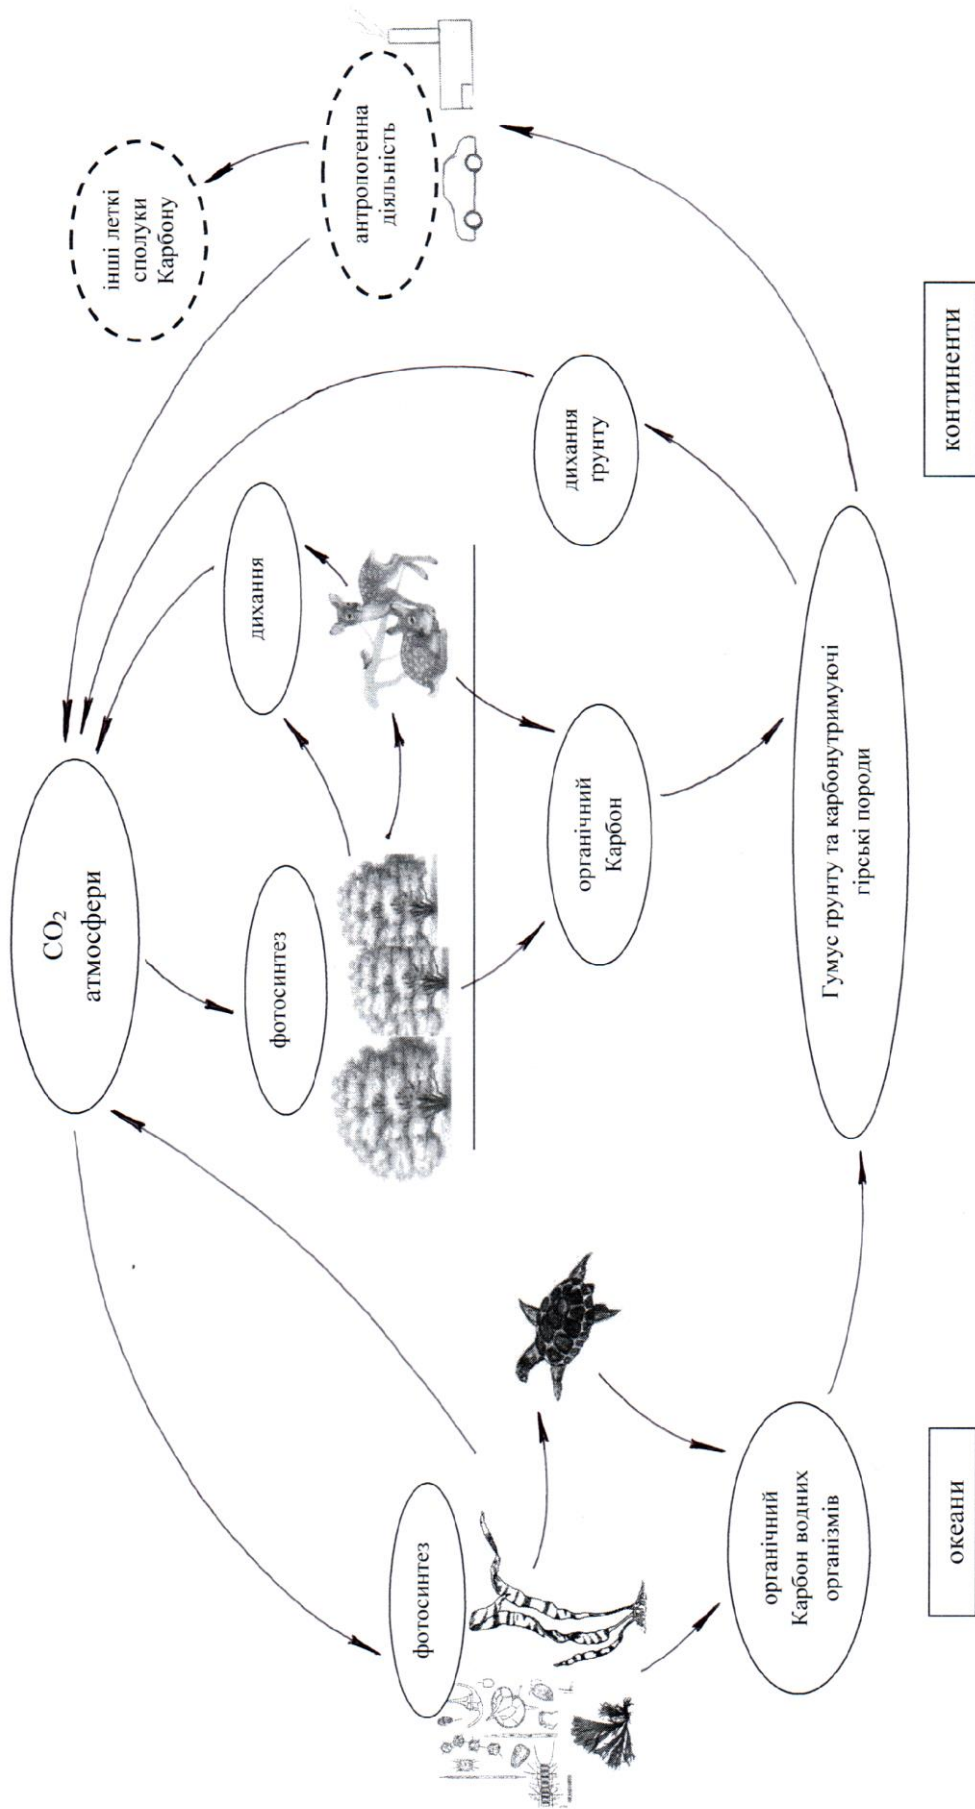 CO₂
атмосфери
інші леткі
сполуки
Карбону
фотосинтез
дихання
антрологенна
діяльність
фотосинтез
органічний
Карбон
дихання
ґрунту
органічний
Карбон водних
організмів
Гумус ґрунту та карбонутримуючі
гірські породи
океани
континенти